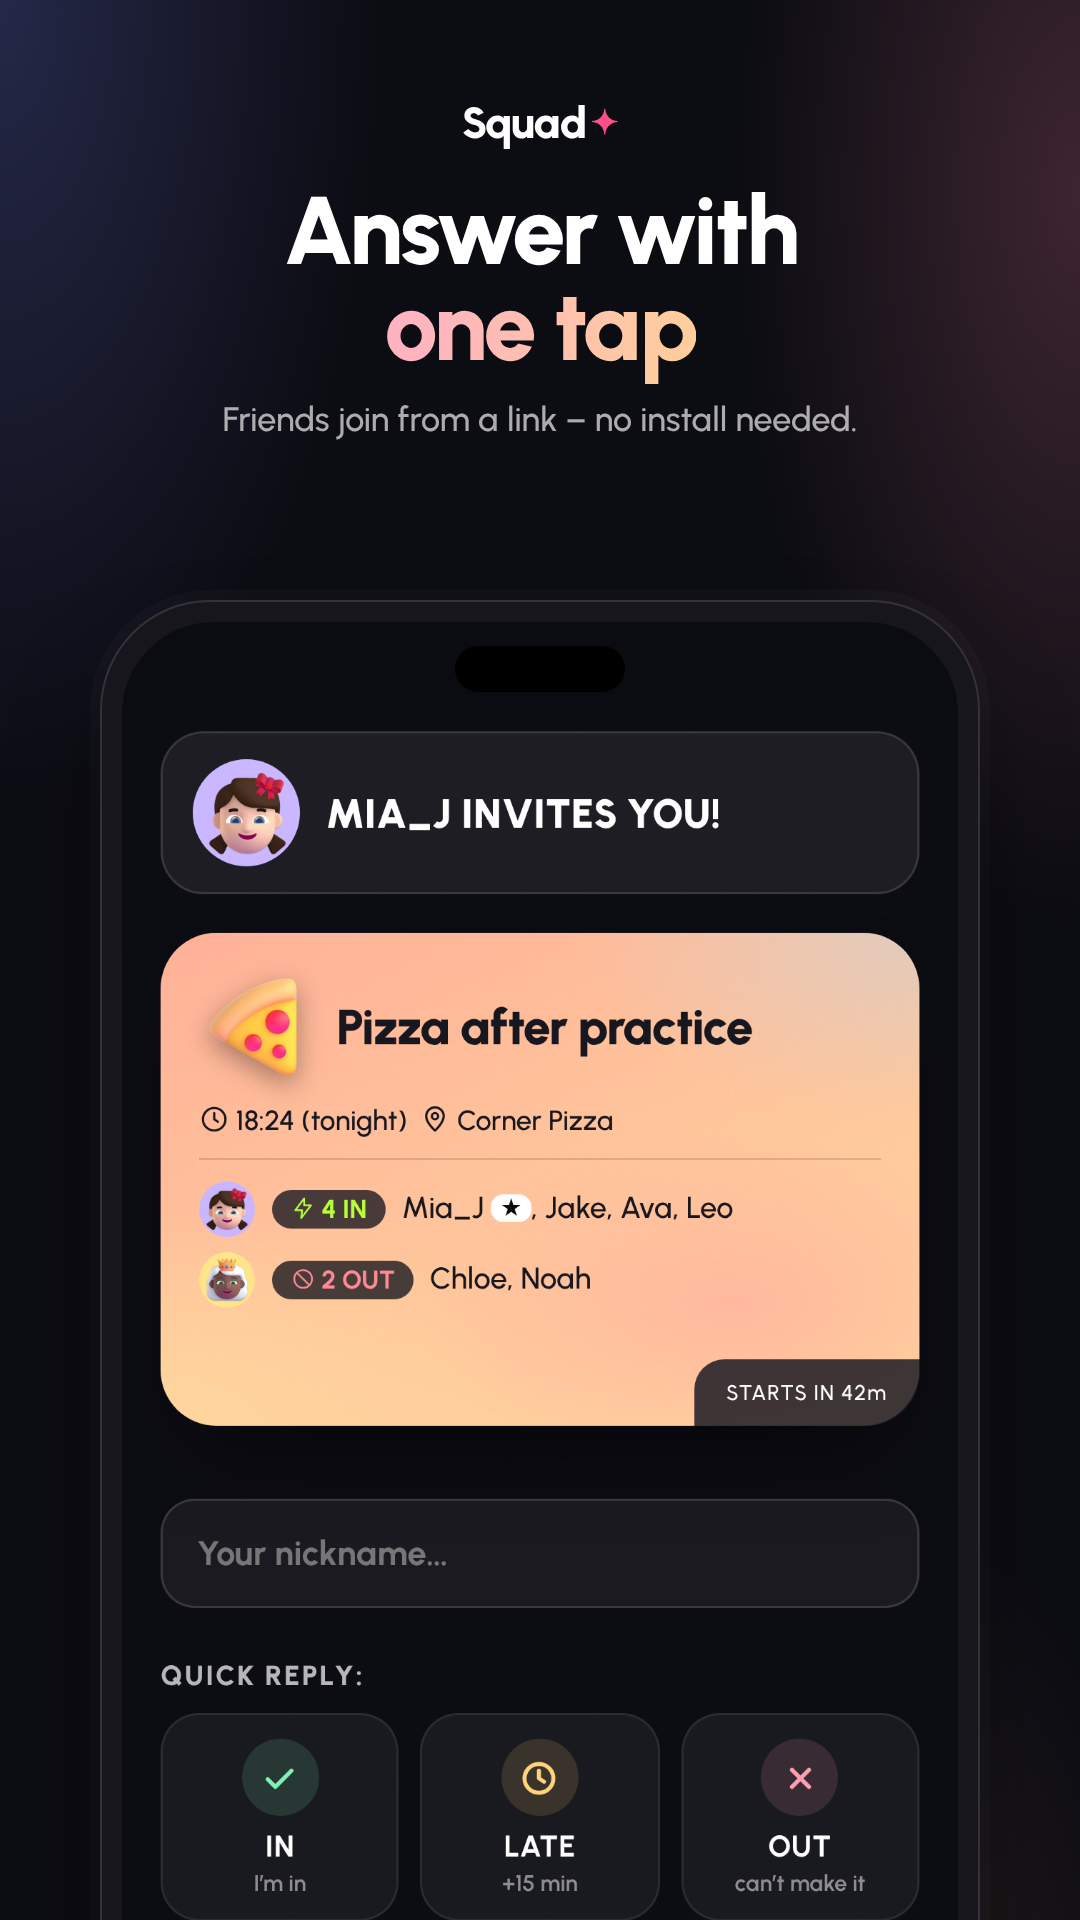 Squad
Answer with
one tap
Friends join from a link – no install needed.
MIA_J INVITES YOU!
Pizza after practice
18:24 (tonight) Corner Pizza
4 IN Mia_J ★, Jake, Ava, Leo
2 OUT Chloe, Noah
STARTS IN 42m
Your nickname...
QUICK REPLY:
IN LATE OUT
I'm in +15 min can't make it